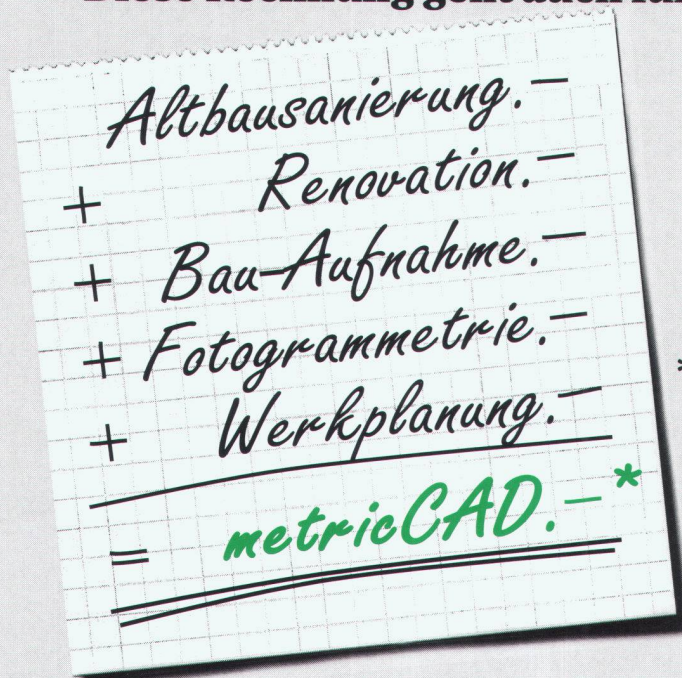 Altbausanierung.–
+ Renovation.–
+ Bau-Aufnahme.–
+ Fotogrammetrie.–
+ Werkplanung.–
= metricCAD.–*
*